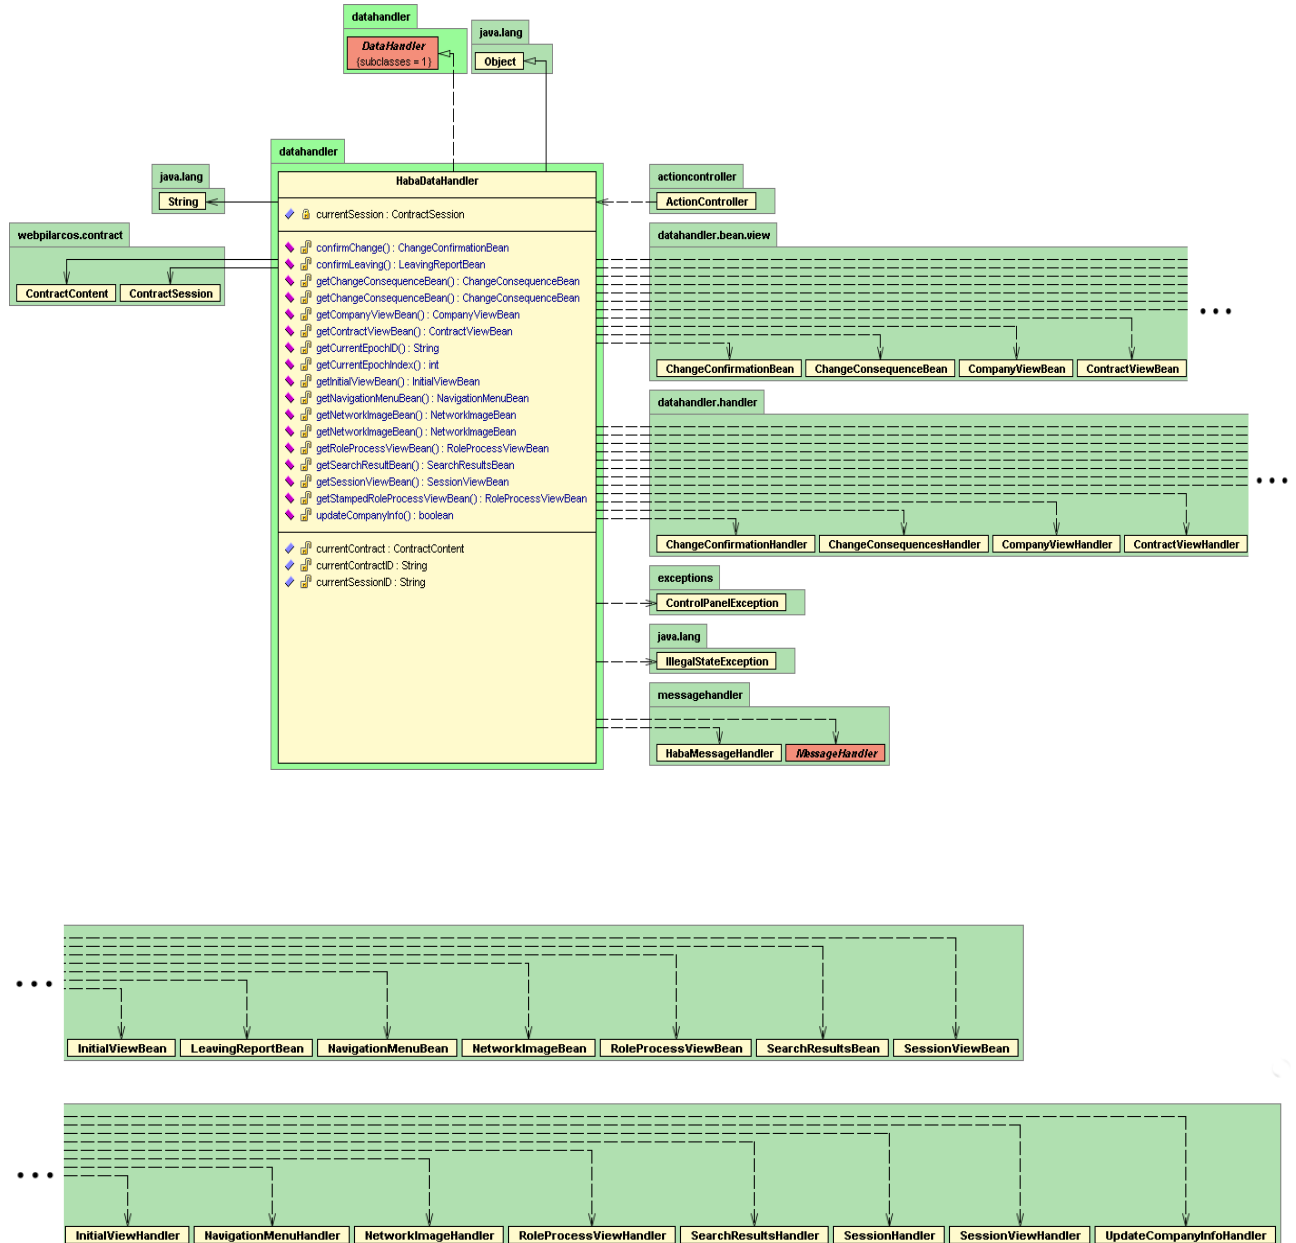 datahandler
DataHandler
{subclasses = 1}
java.lang
Object
datahandler
HabaDataHandler
currentSession : ContractSession
confirmChange() : ChangeConfirmationBean
confirmLeaving() : LeavingReportBean
getChangeConsequenceBean() : ChangeConsequenceBean
getChangeConsequenceBean() : ChangeConsequenceBean
getCompanyViewBean() : CompanyViewBean
getContractViewBean() : ContractViewBean
getCurrentEpochID() : String
getCurrentEpochIndex() : int
getInitialViewBean() : InitialViewBean
getNavigationMenuBean() : NavigationMenuBean
getNetworkImageBean() : NetworkImageBean
getNetworkImageBean() : NetworkImageBean
getRoleProcessViewBean() : RoleProcessViewBean
getSearchResultBean() : SearchResultsBean
getSessionViewBean() : SessionViewBean
getStampedRoleProcessViewBean() : RoleProcessViewBean
updateCompanyInfo() : boolean
currentContract : ContractContent
currentContractID : String
currentSessionID : String
java.lang
String
webpilarcos.contract
ContractContent ContractSession
actioncontroller
ActionController
datahandler.bean.view
...
ChangeConfirmationBean ChangeConsequenceBean CompanyViewBean ContractViewBean
datahandler.handler
...
ChangeConfirmationHandler ChangeConsequencesHandler CompanyViewHandler ContractViewHandler
exceptions
ControlPanelException
java.lang
IllegalStateException
messagehandler
HabaMessageHandler MessageHandler
...
InitialViewBean LeavingReportBean NavigationMenuBean NetworkImageBean RoleProcessViewBean SearchResultsBean SessionViewBean
...
InitialViewHandler NavigationMenuHandler NetworkImageHandler RoleProcessViewHandler SearchResultsHandler SessionHandler SessionViewHandler UpdateCompanyInfoHandler